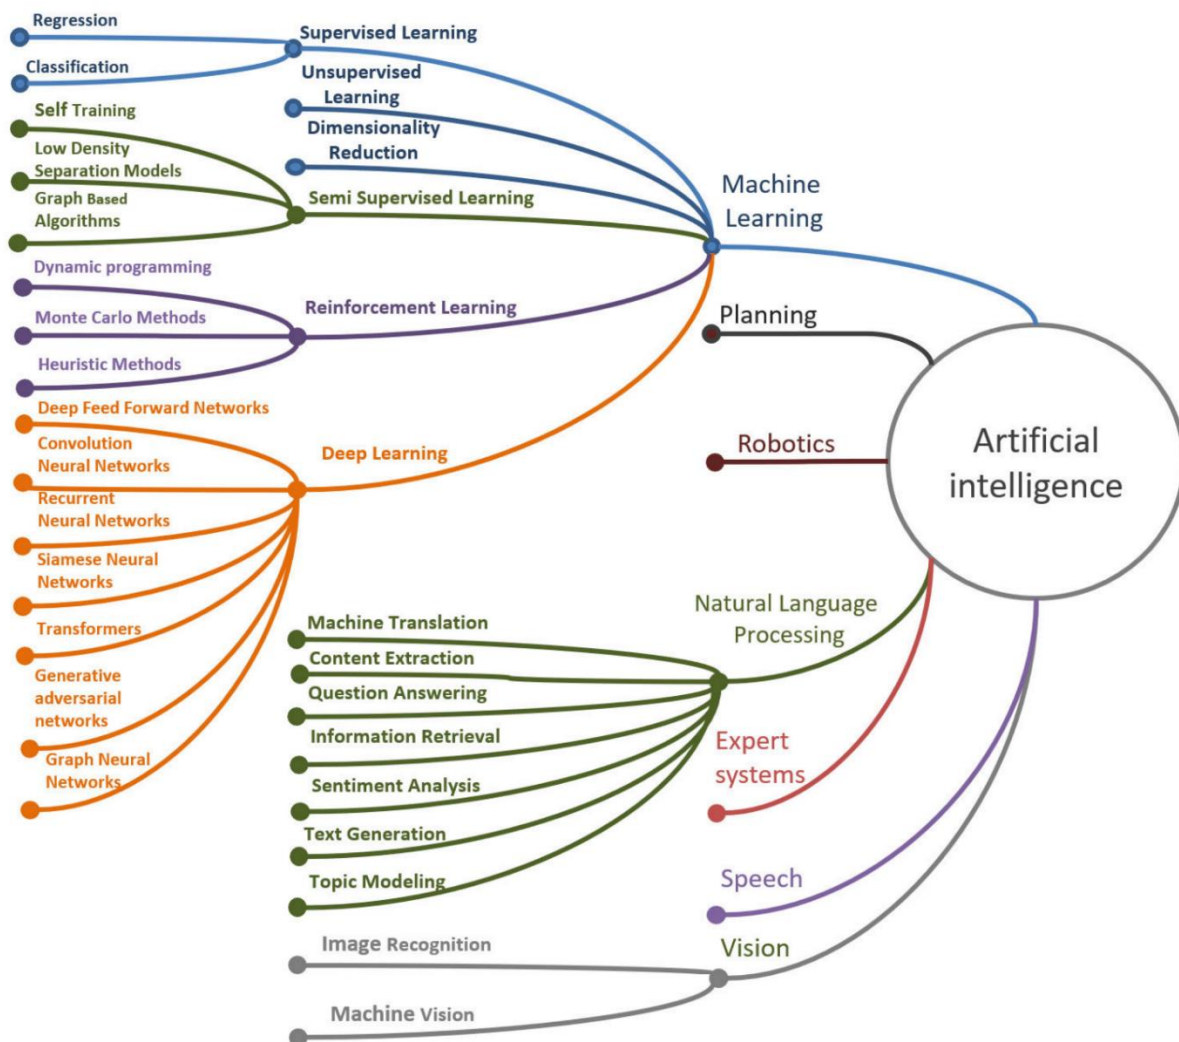 Regression
Supervised Learning
Classification
Unsupervised
Learning
Self Training
Dimensionality
Reduction
Low Density
Separation Models
Semi Supervised Learning
Graph Based
Algorithms
Machine
Learning
Dynamic programming
Reinforcement Learning
Monte Carlo Methods
Heuristic Methods
Planning
Deep Feed Forward Networks
Convolution
Neural Networks
Deep Learning
Robotics
Artificial
intelligence
Recurrent
Neural Networks
Siamese Neural
Networks
Transformers
Generative
adversarial
networks
Graph Neural
Networks
Natural Language
Processing
Machine Translation
Content Extraction
Question Answering
Information Retrieval
Sentiment Analysis
Text Generation
Topic Modeling
Expert
systems
Speech
Vision
Image Recognition
Machine Vision